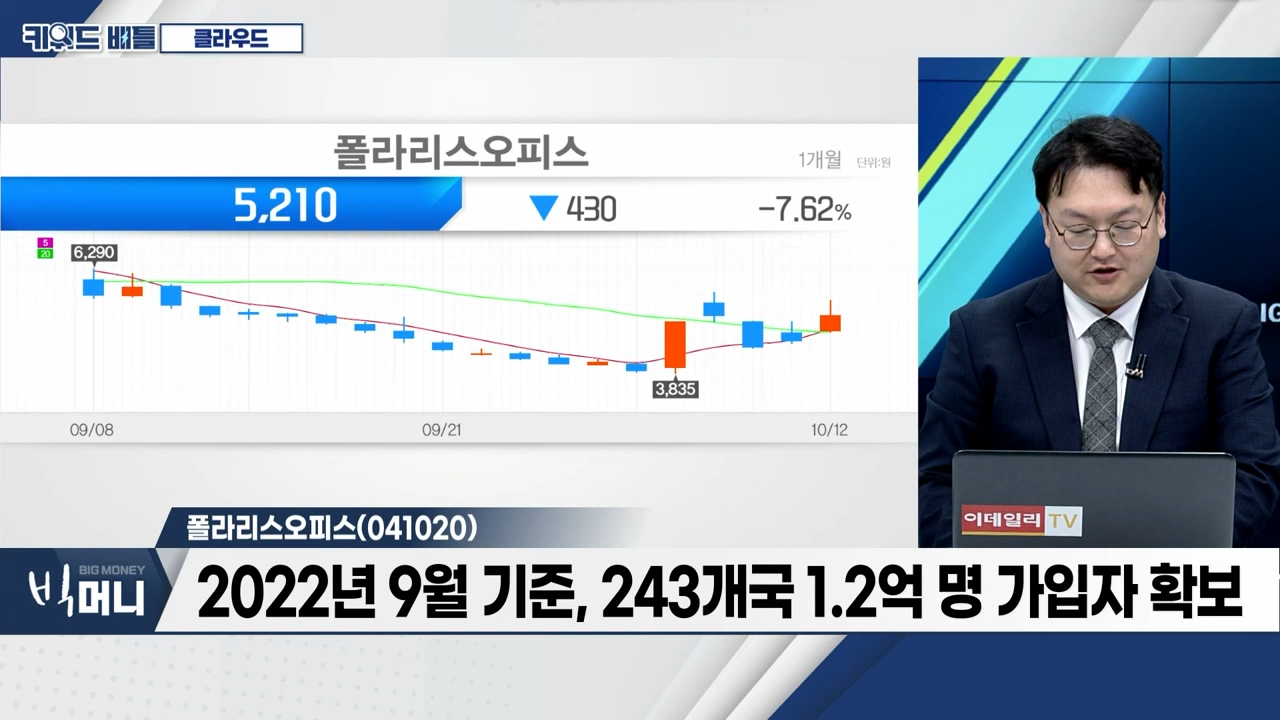 키워드 배틀 클라우드
폴라리스오피스
1개월 단위:원
5,210 ▼ 430 -7.62%
5
20
6,290
3,835
09/08 09/21 10/12
IG
이데일리 TV
폴라리스오피스(041020)
BIG MONEY
빅머니
2022년 9월 기준, 243개국 1.2억 명 가입자 확보